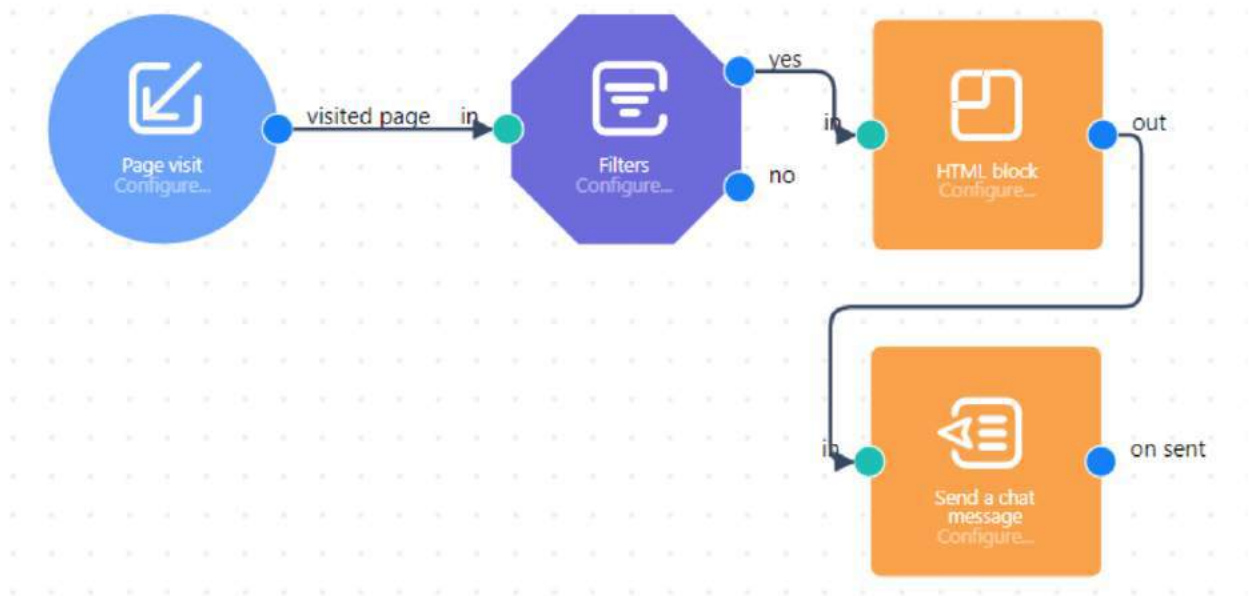 Page visit
Configure...
visited page
in
Filters
Configure...
yes
no
in
HTML block
Configure...
out
in
Send a chat
message
Configure...
on sent